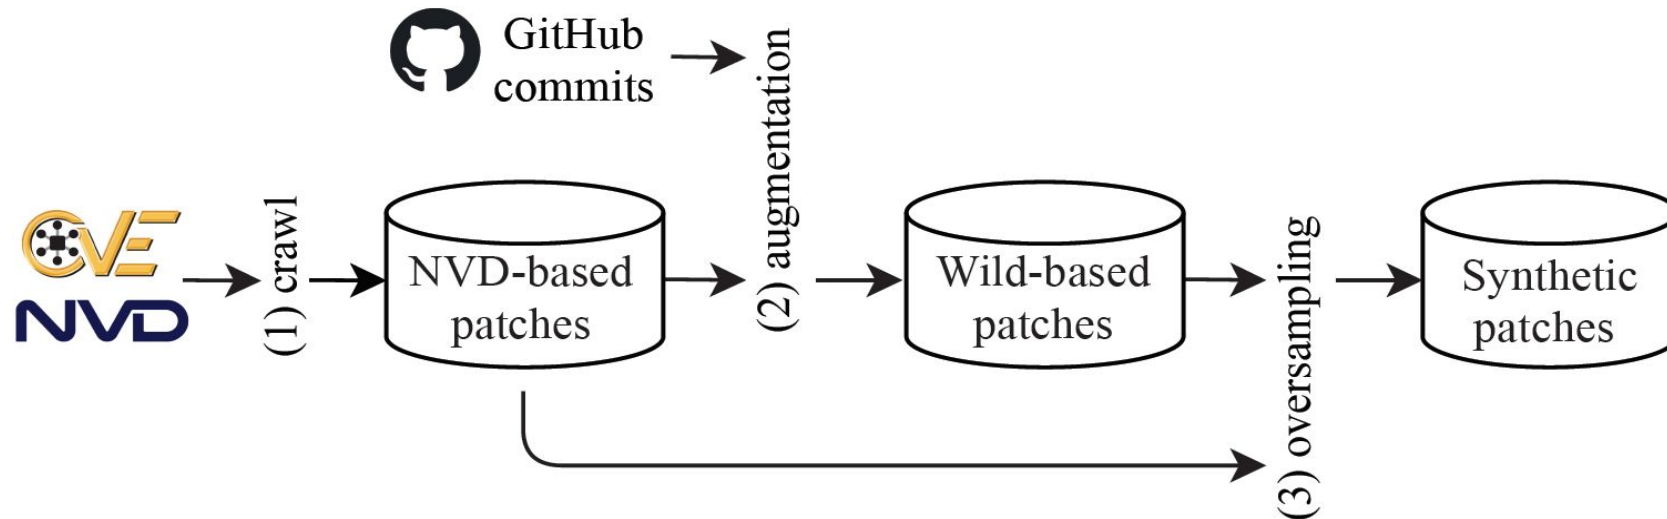 GitHub
commits
CVE
NVD
(1) crawl
NVD-based
patches
(2) augmentation
Wild-based
patches
(3) oversampling
Synthetic
patches